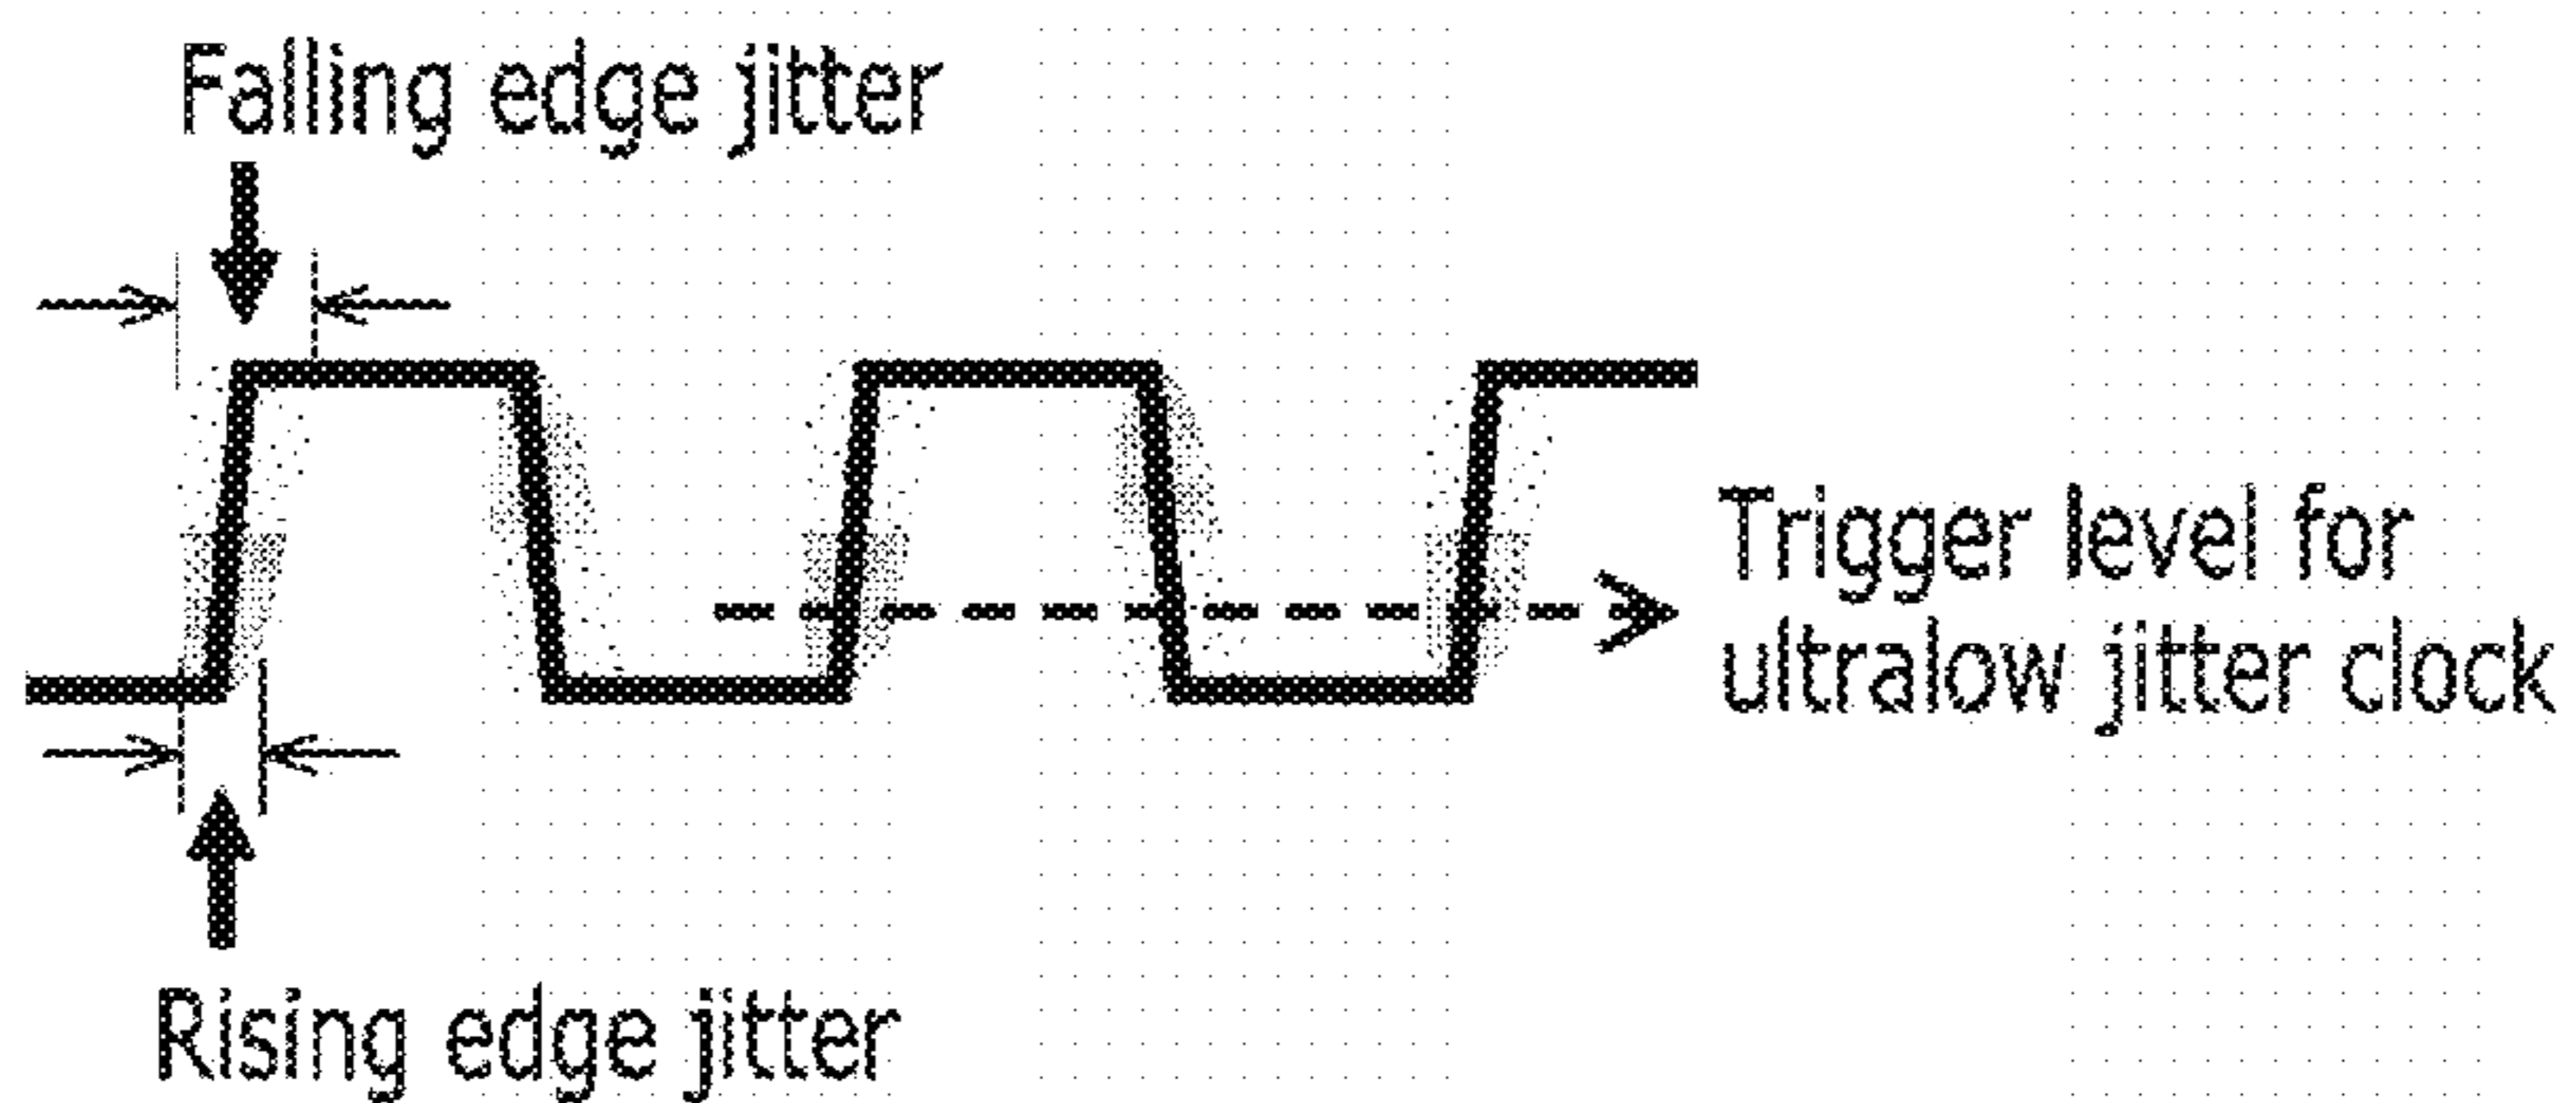 Falling edge jitter
Trigger level for
ultralow jitter clock
Rising edge jitter